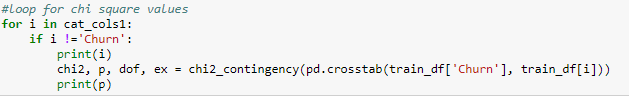 #loop for chi square values
for i in cat_cols1:
    if i !='Churn':
        print(i)
        chi2, p, dof, ex = chi2_contingency(pd.crosstab(train_df['Churn'], train_df[i]))
        print(p)